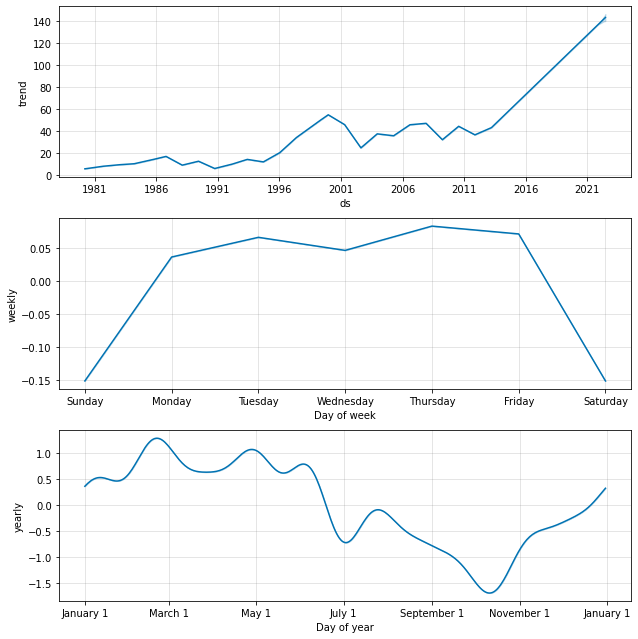 140
120
100
80
60
40
20
0
trend
1981 1986 1991 1996 2001 2006 2011 2016 2021
ds
0.05
0.00
−0.05
−0.10
−0.15
weekly
Sunday Monday Tuesday Wednesday Thursday Friday Saturday
Day of week
1.0
0.5
0.0
−0.5
−1.0
−1.5
yearly
January 1 March 1 May 1 July 1 September 1 November 1 January 1
Day of year